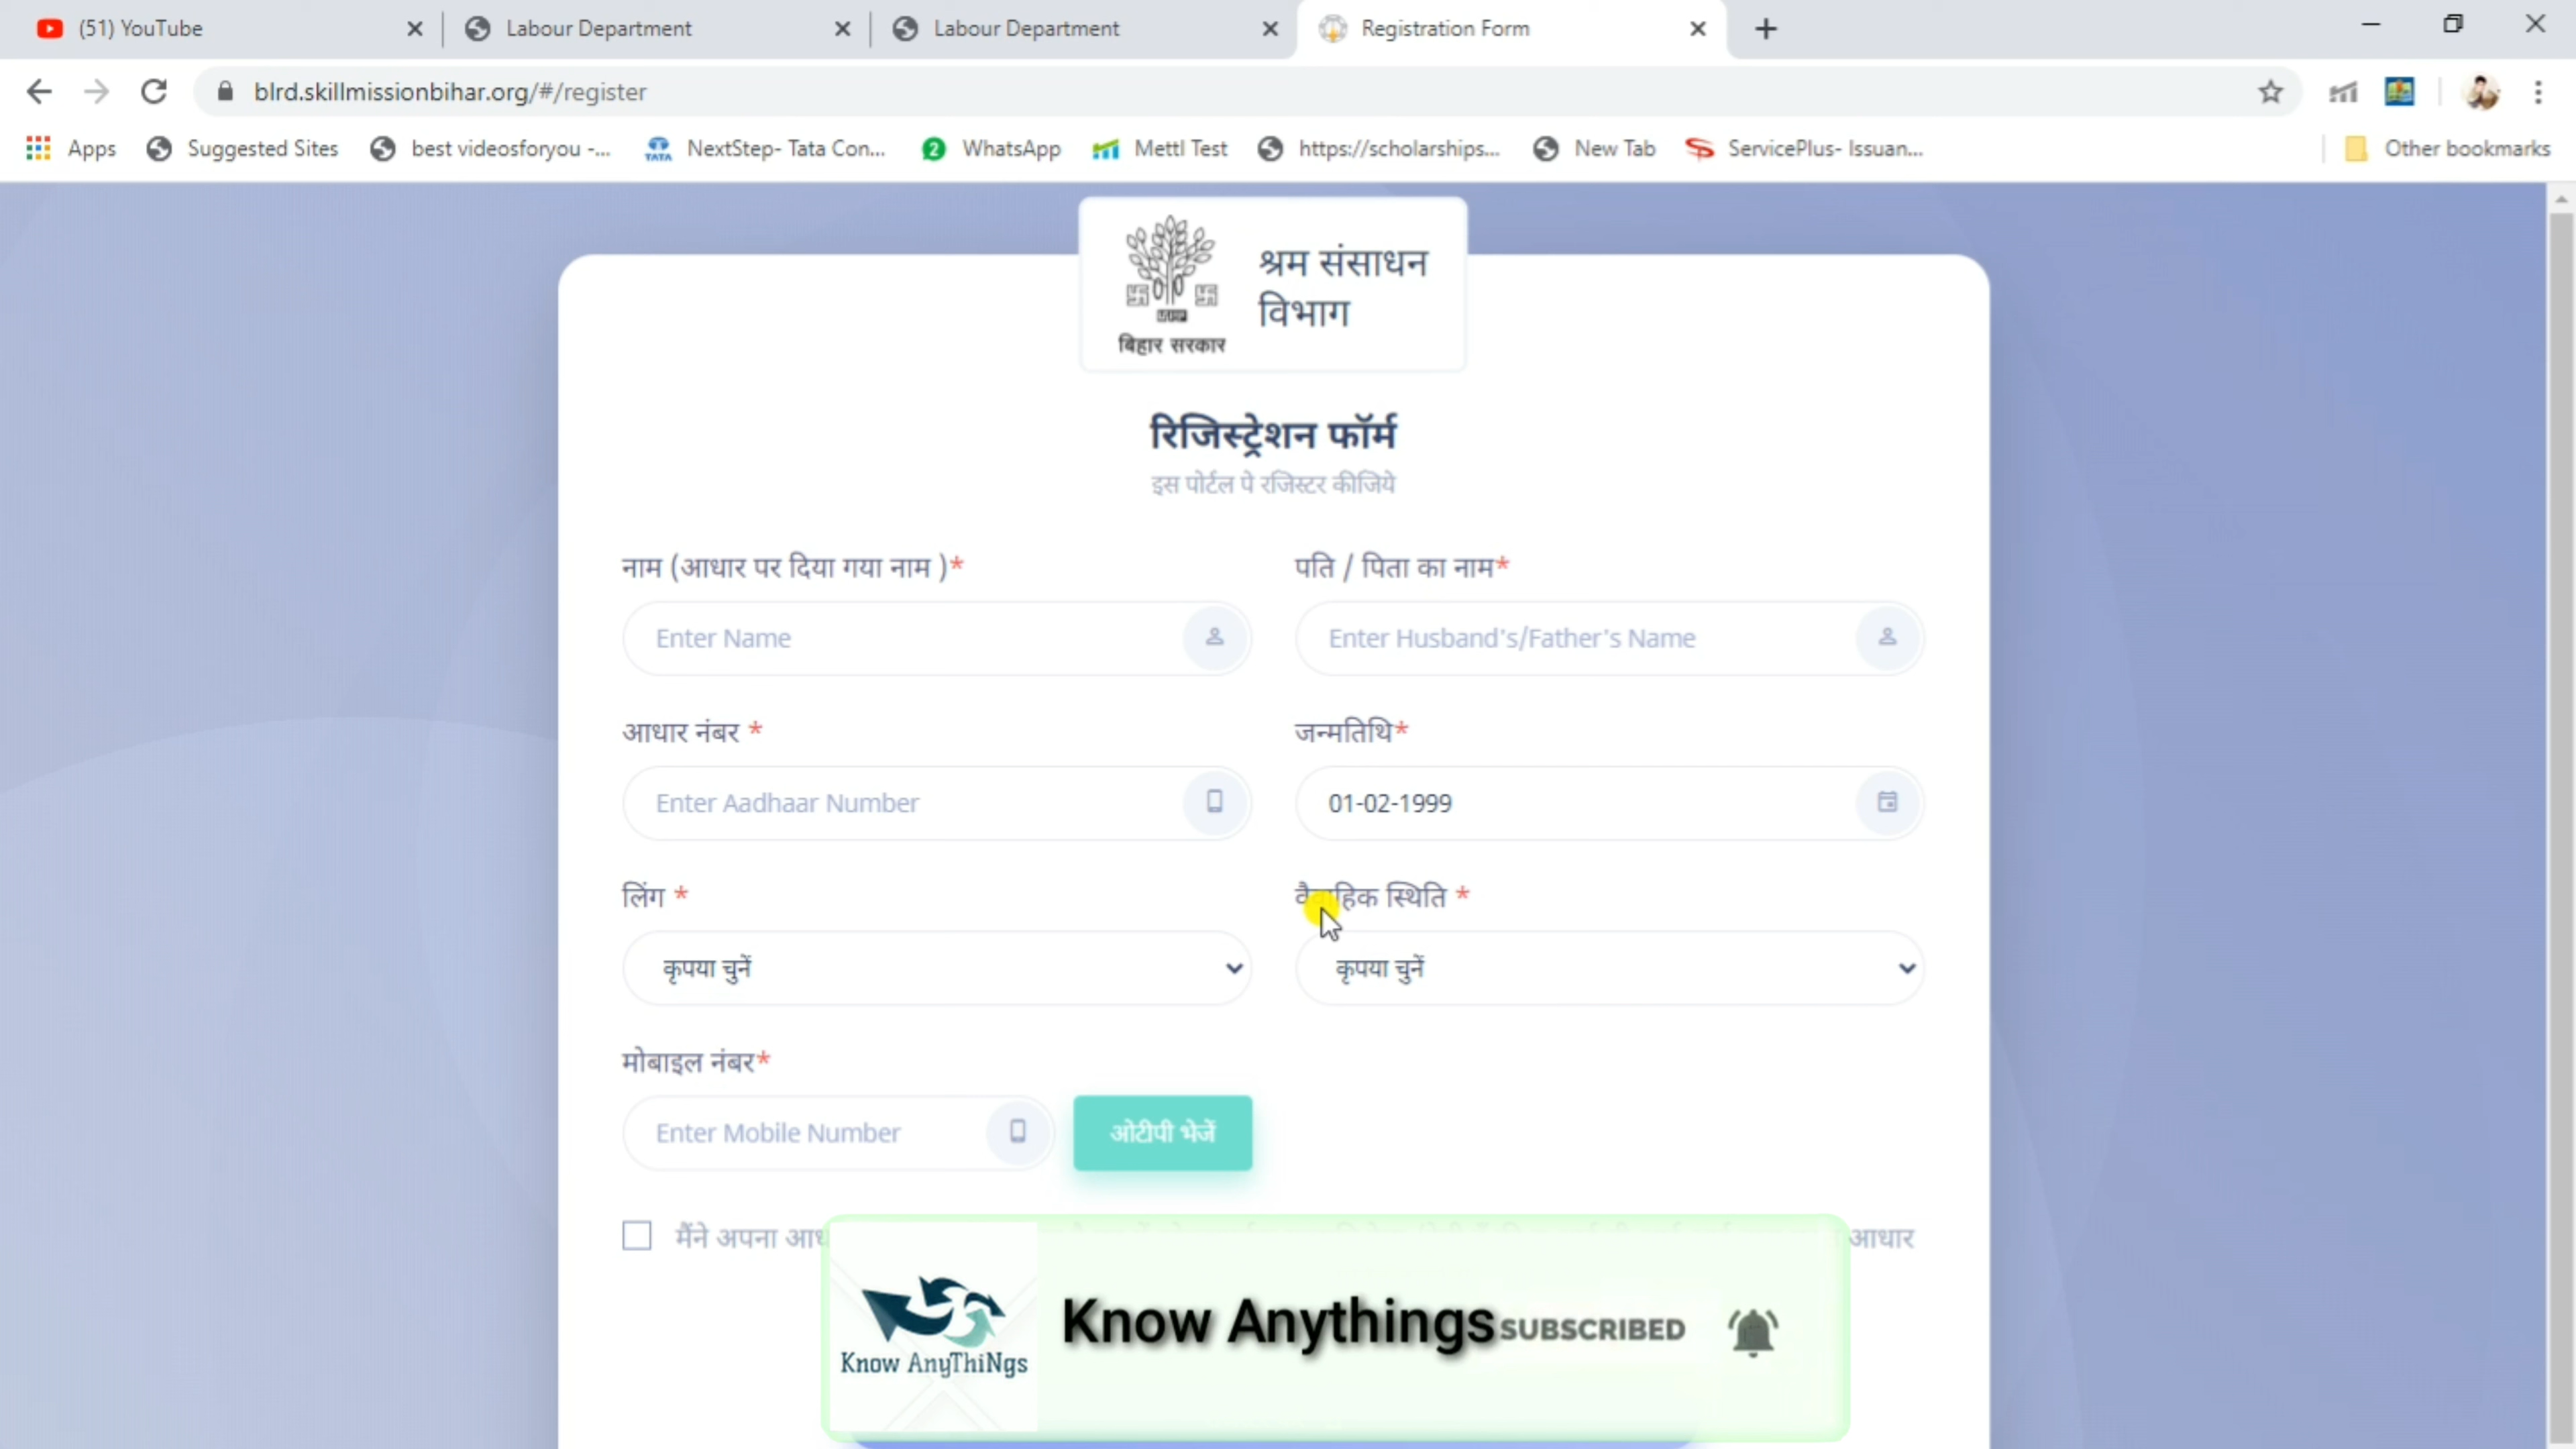 (51) YouTube
Labour Department
Labour Department
Registration Form
blrd.skillmissionbihar.org/#/register
Apps
Suggested Sites
best videosforyou -...
NextStep- Tata Con...
2
WhatsApp
Mettl Test
https://scholarships...
New Tab
ServicePlus- Issuan...
Other bookmarks
श्रम संसाधन
विभाग
बिहार सरकार
रिजिस्ट्रेशन फॉर्म
इस पोर्टल पे रजिस्टर कीजिये
नाम (आधार पर दिया गया नाम )*
पति / पिता का नाम*
Enter Name
Enter Husband's/Father's Name
आधार नंबर *
जन्मतिथि*
Enter Aadhaar Number
01-02-1999
लिंग *
वैवाहिक स्थिति *
कृपया चुनें
कृपया चुनें
मोबाइल नंबर*
Enter Mobile Number
ओटीपी भेजें
मैंने अपना
आधार
Know AnyThiNgs
Know Anythings
SUBSCRIBED